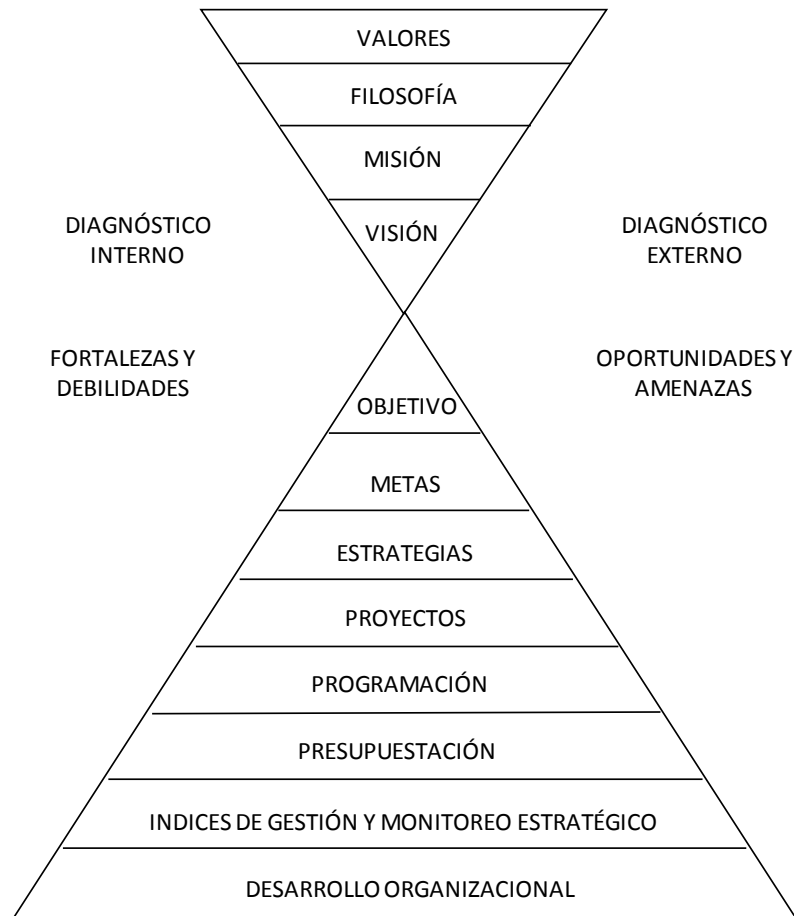 VALORES
FILOSOFÍA
MISIÓN
DIAGNÓSTICO
INTERNO
VISIÓN
DIAGNÓSTICO
EXTERNO
FORTALEZAS Y
DEBILIDADES
OPORTUNIDADES Y
AMENAZAS
OBJETIVO
METAS
ESTRATEGIAS
PROYECTOS
PROGRAMACIÓN
PRESUPUESTACIÓN
INDICES DE GESTIÓN Y MONITOREO ESTRATÉGICO
DESARROLLO ORGANIZACIONAL